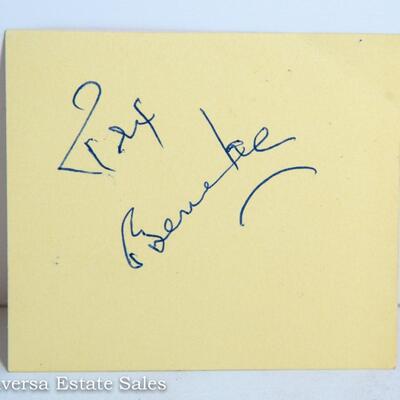 Tex
Beneke
versa Estate Sales